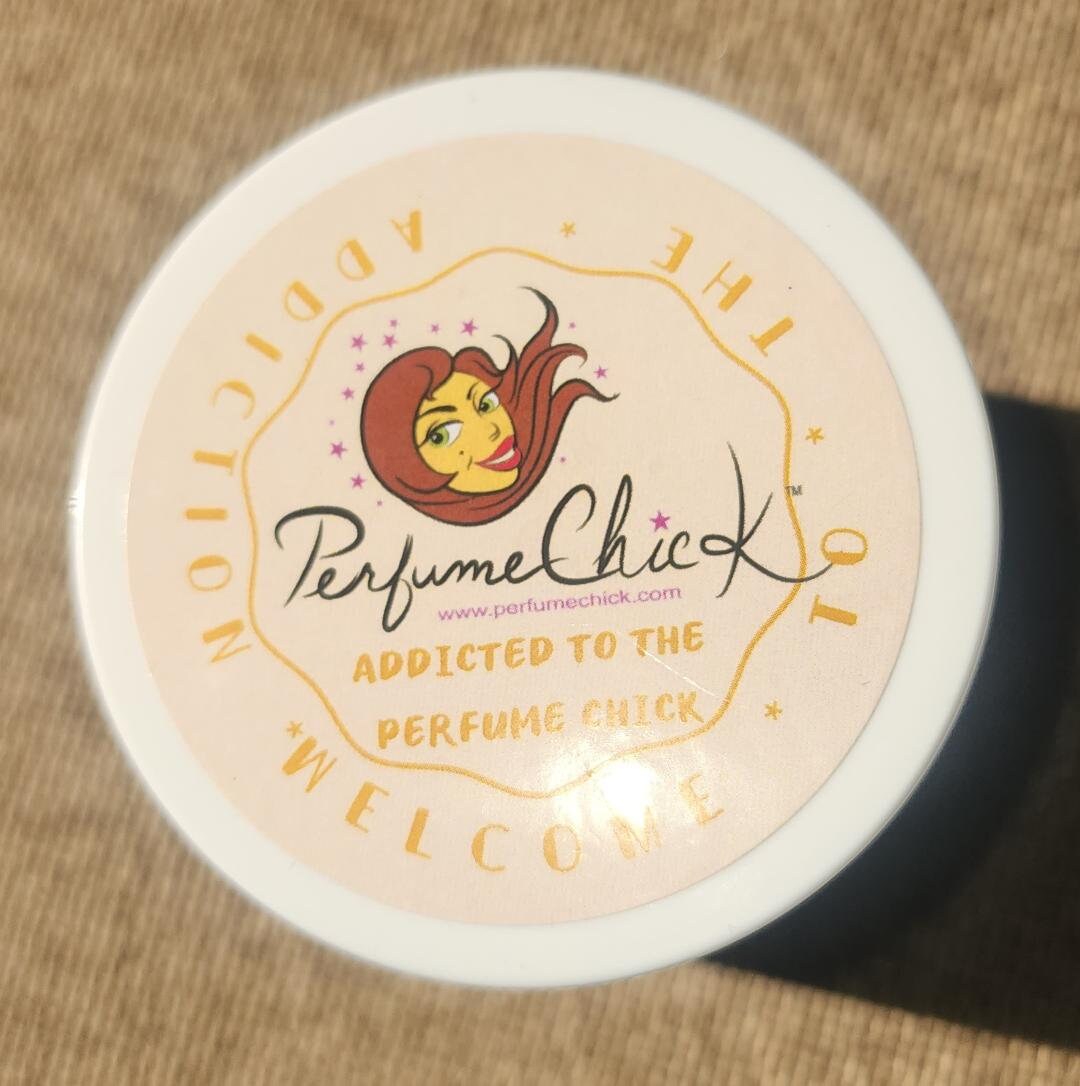 PerfumeChick™
www.perfumechick.com
ADDICTED TO THE
PERFUME CHICK
WELCOME * TO * THE * ADDICTION *